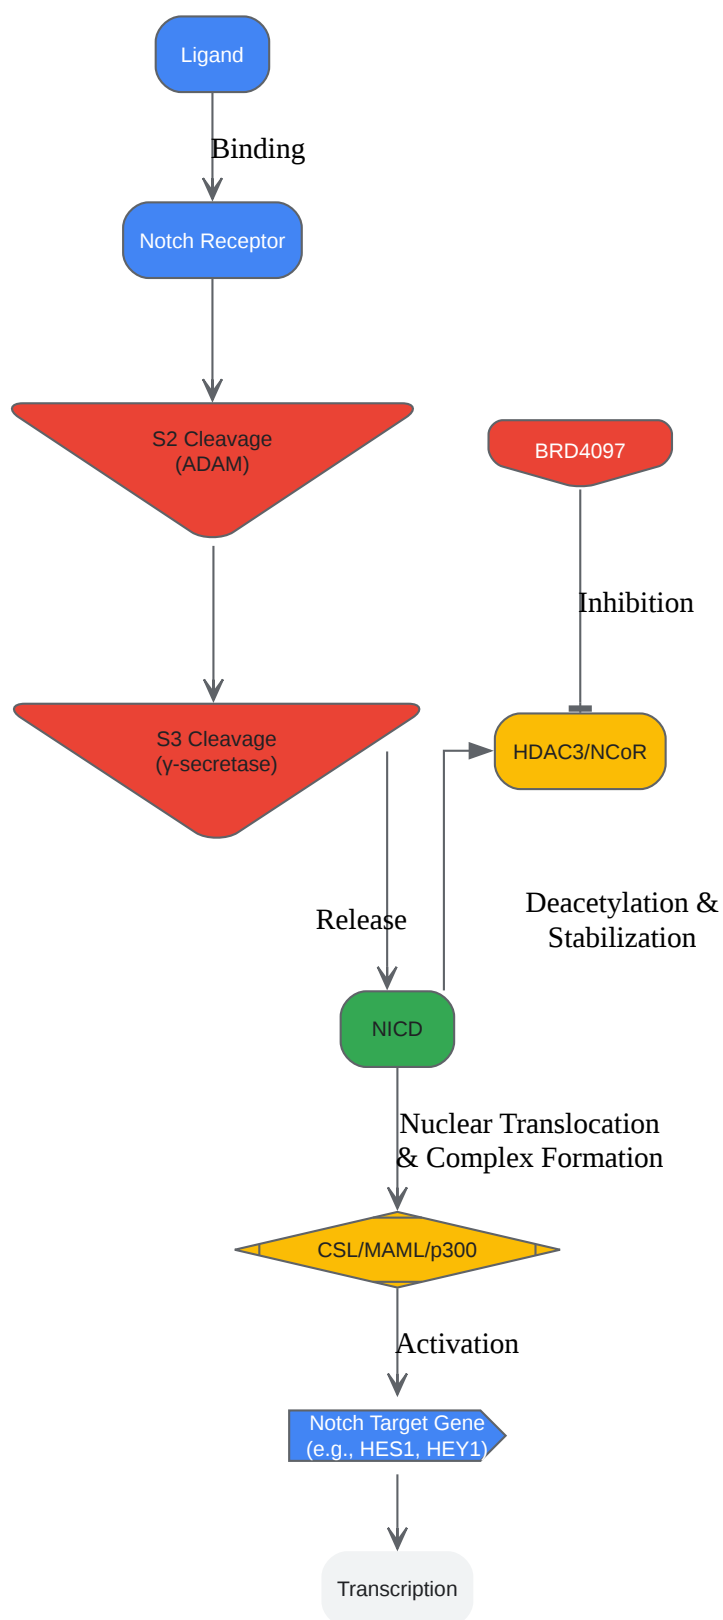 Ligand
Binding
Notch Receptor
S2 Cleavage
(ADAM)
BRD4097
Inhibition
S3 Cleavage
(γ-secretase)
HDAC3/NCoR
Release
Deacetylation &
Stabilization
NICD
Nuclear Translocation
& Complex Formation
CSL/MAML/p300
Activation
Notch Target Gene
(e.g., HES1, HEY1)
Transcription